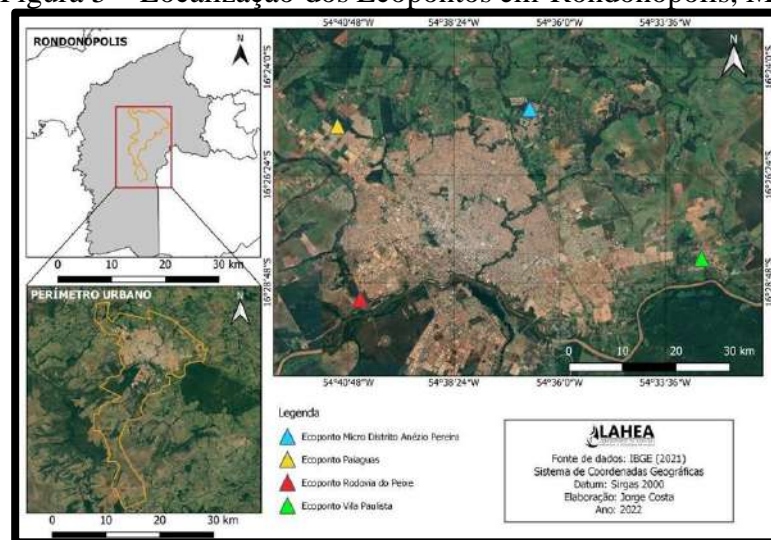 Figura 3 – Localização dos Ecopontos em Rondonópolis, M
RONDONÓPOLIS
N
0 10 20 30 km
PERÍMETRO URBANO
N
0 10 20 30 km
54°40'48"W 54°38'24"W 54°36'0"W 54°33'36"W
16°24'0"S 16°24'0"S
16°26'24"S 16°26'24"S
16°28'48"S 16°28'48"S
N
0 10 20 30 km
54°40'48"W 54°38'24"W 54°36'0"W 54°33'36"W
Legenda
Ecoponto Micro Distrito Anézio Pereira
Ecoponto Paiaguas
Ecoponto Rodovia do Peixe
Ecoponto Vila Paulista
LAHEA
Fonte de dados: IBGE (2021)
Sistema de Coordenadas Geográficas
Datum: Sirgas 2000
Elaboração: Jorge Costa
Ano: 2022